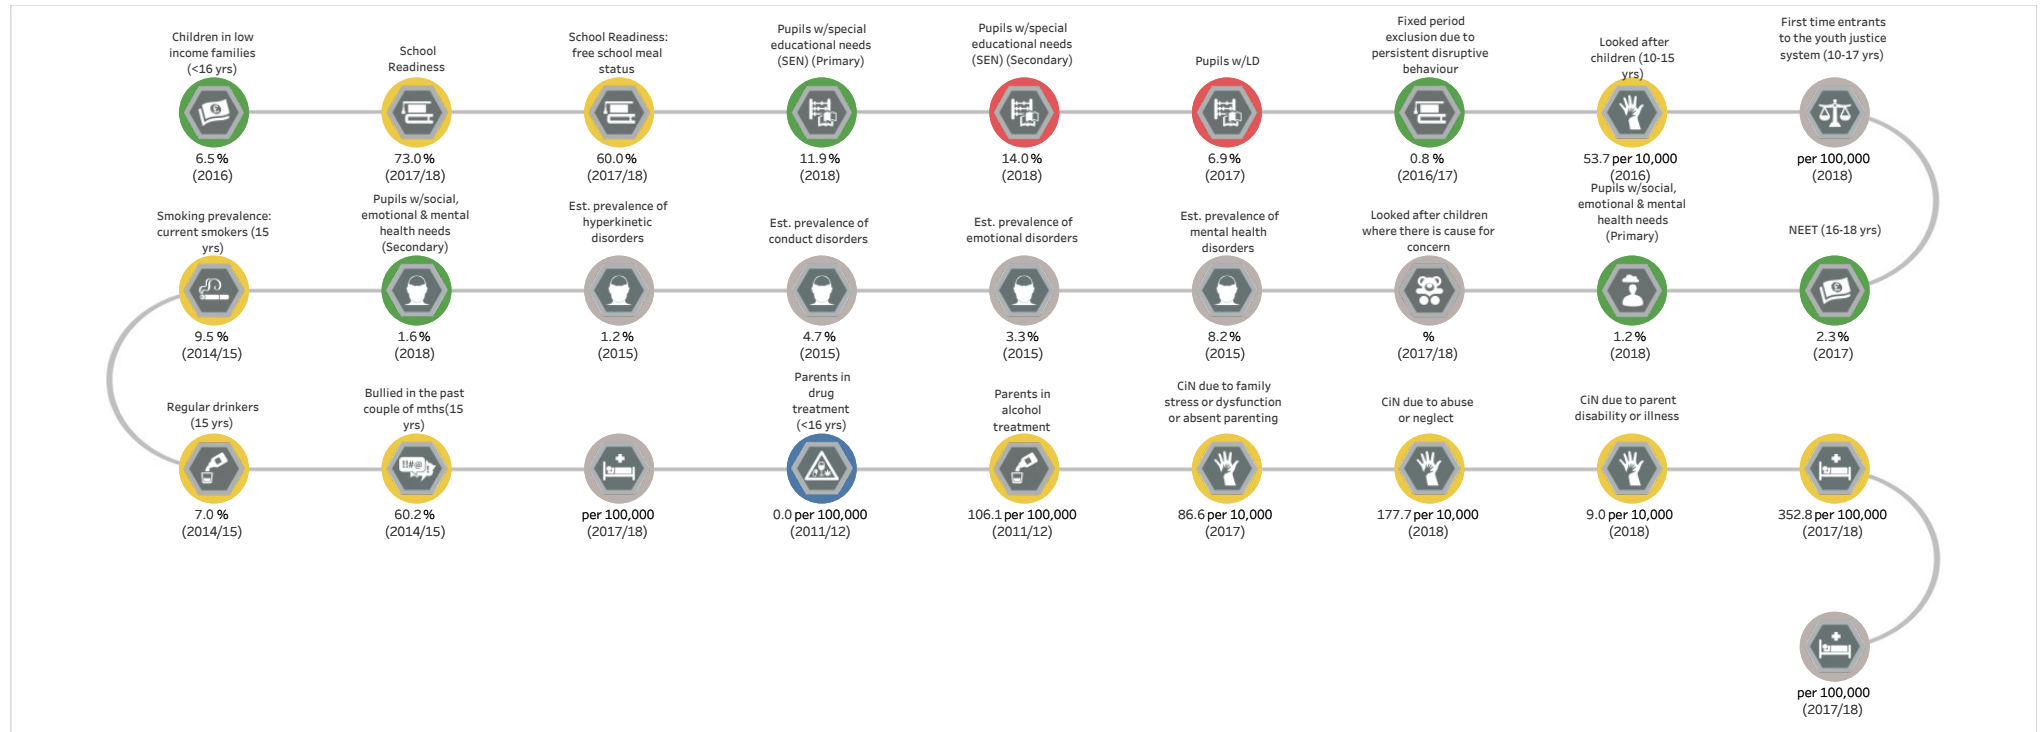 Children in low
income families
(<16 yrs)
6.5 %
(2016)
School
Readiness
73.0 %
(2017/18)
School Readiness:
free school meal
status
60.0 %
(2017/18)
Pupils w/special
educational needs
(SEN) (Primary)
11.9 %
(2018)
Pupils w/special
educational needs
(SEN) (Secondary)
14.0 %
(2018)
Pupils w/LD
6.9 %
(2017)
Fixed period
exclusion due to
persistent disruptive
behaviour
0.8 %
(2016/17)
Looked after
children (10-15
yrs)
53.7 per 10,000
(2016)
First time entrants
to the youth justice
system (10-17 yrs)
per 100,000
(2018)
Smoking prevalence:
current smokers (15
yrs)
9.5 %
(2014/15)
Pupils w/social,
emotional & mental
health needs
(Secondary)
1.6 %
(2018)
Est. prevalence of
hyperkinetic
disorders
1.2 %
(2015)
Est. prevalence of
conduct disorders
4.7 %
(2015)
Est. prevalence of
emotional disorders
3.3 %
(2015)
Est. prevalence of
mental health
disorders
8.2 %
(2015)
Looked after children
where there is cause for
concern
%
(2017/18)
Pupils w/social,
emotional & mental
health needs
(Primary)
1.2 %
(2018)
NEET (16-18 yrs)
£
2.3 %
(2017)
Regular drinkers
(15 yrs)
7.0 %
(2014/15)
Bullied in the past
couple of mths(15
yrs)
!!#@
60.2 %
(2014/15)
per 100,000
(2017/18)
Parents in
drug
treatment
(<16 yrs)
0.0 per 100,000
(2011/12)
Parents in
alcohol
treatment
106.1 per 100,000
(2011/12)
CiN due to family
stress or dysfunction
or absent parenting
86.6 per 10,000
(2017)
CiN due to abuse
or neglect
177.7 per 10,000
(2018)
CiN due to parent
disability or illness
9.0 per 10,000
(2018)
352.8 per 100,000
(2017/18)
per 100,000
(2017/18)